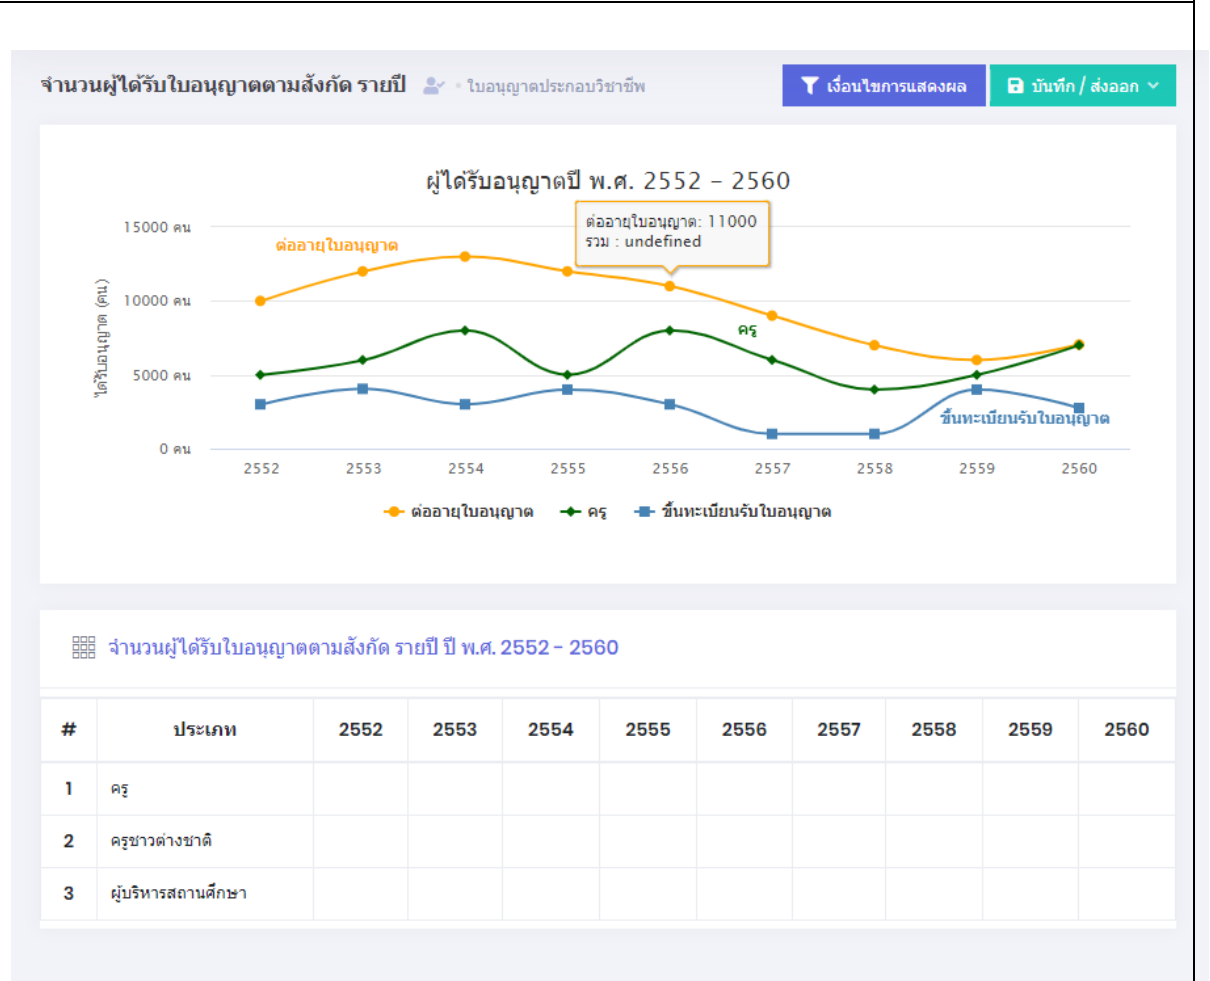 จำนวนผู้ได้รับใบอนุญาตตามสังกัด รายปี ใบอนุญาตประกอบวิชาชีพ เงื่อนไขการแสดงผล บันทึก / ส่งออก
ผู้ได้รับอนุญาตปี พ.ศ. 2552 – 2560
ต่ออายุใบอนุญาต: 11000
รวม : undefined
ได้รับอนุญาต (คน)
15000 คน
10000 คน
5000 คน
0 คน
ต่ออายุใบอนุญาต
ครู
ขึ้นทะเบียนรับใบอนุญาต
2552 2553 2554 2555 2556 2557 2558 2559 2560
ต่ออายุใบอนุญาต ครู ขึ้นทะเบียนรับใบอนุญาต
จำนวนผู้ได้รับใบอนุญาตตามสังกัด รายปี ปี พ.ศ. 2552 - 2560
# ประเภท 2552 2553 2554 2555 2556 2557 2558 2559 2560
1 ครู
2 ครูชาวต่างชาติ
3 ผู้บริหารสถานศึกษา